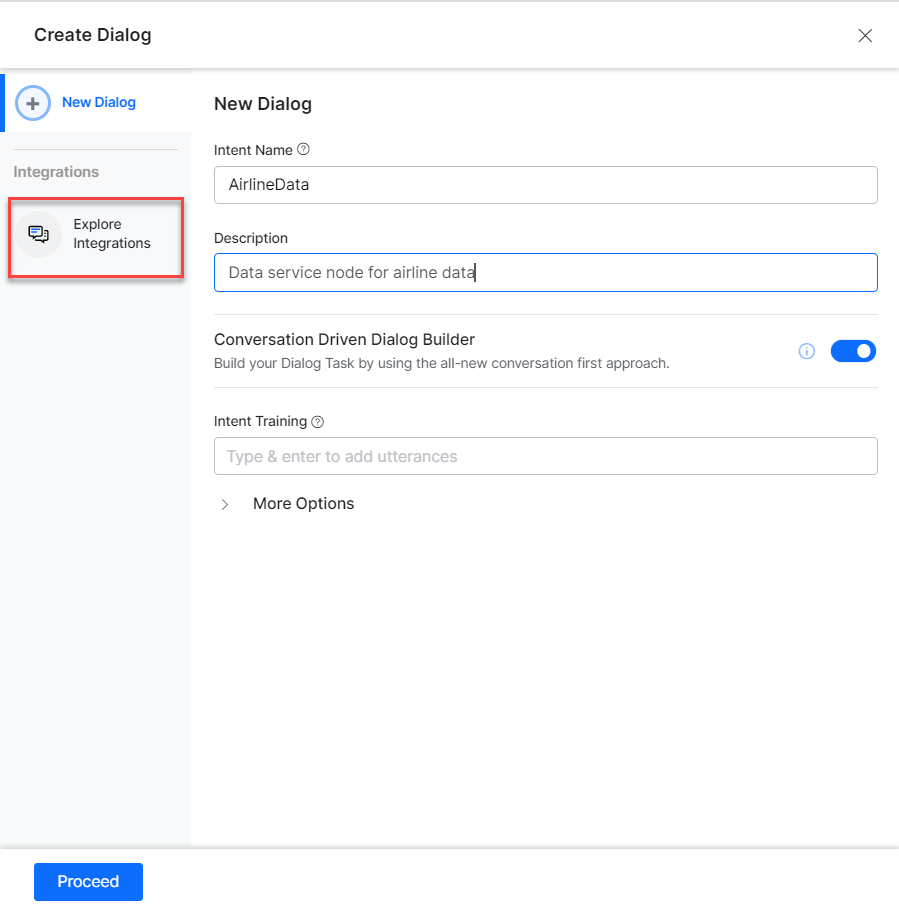 Create Dialog
New Dialog
Integrations
Explore
Integrations
New Dialog
Intent Name
AirlineData
Description
Data service node for airline data
Conversation Driven Dialog Builder
Build your Dialog Task by using the all-new conversation first approach.
Intent Training
Type & enter to add utterances
More Options
Proceed